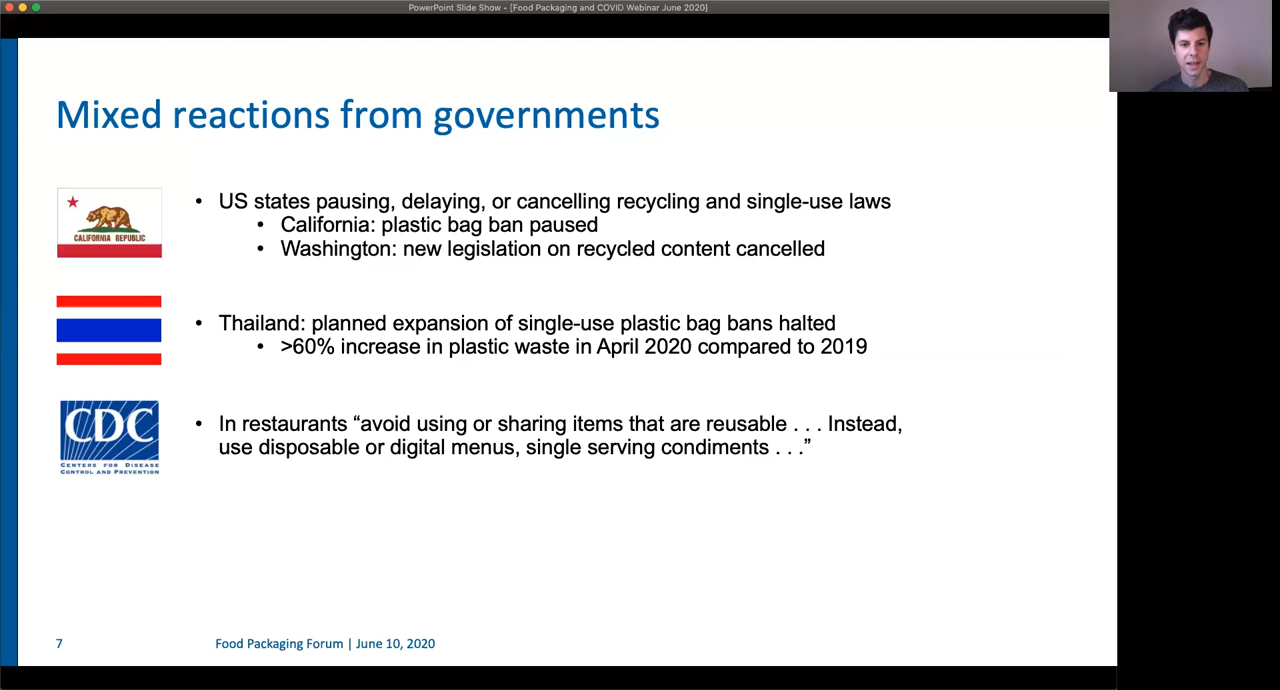 PowerPoint Slide Show - [Food Packaging and COVID Webinar June 2020]
Mixed reactions from governments
CALIFORNIA REPUBLIC
• US states pausing, delaying, or cancelling recycling and single-use laws
• California: plastic bag ban paused
• Washington: new legislation on recycled content cancelled
• Thailand: planned expansion of single-use plastic bag bans halted
• >60% increase in plastic waste in April 2020 compared to 2019
CDC
CENTERS FOR DISEASE
CONTROL AND PREVENTION
• In restaurants “avoid using or sharing items that are reusable . . . Instead,
use disposable or digital menus, single serving condiments . . .”
7
Food Packaging Forum | June 10, 2020